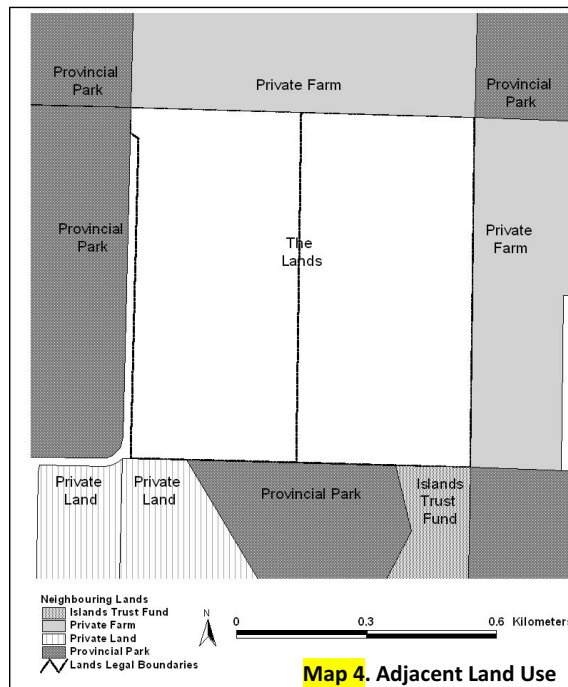 Provincial
Park
Private Farm
Provincial
Park
Provincial
Park
The
Lands
Private
Farm
Private
Land
Private
Land
Provincial Park
Islands
Trust
Fund
Neighbouring Lands
Islands Trust Fund
Private Farm
Private Land
Provincial Park
Lands Legal Boundaries
N
0 0.3 0.6 Kilometers
Map 4. Adjacent Land Use